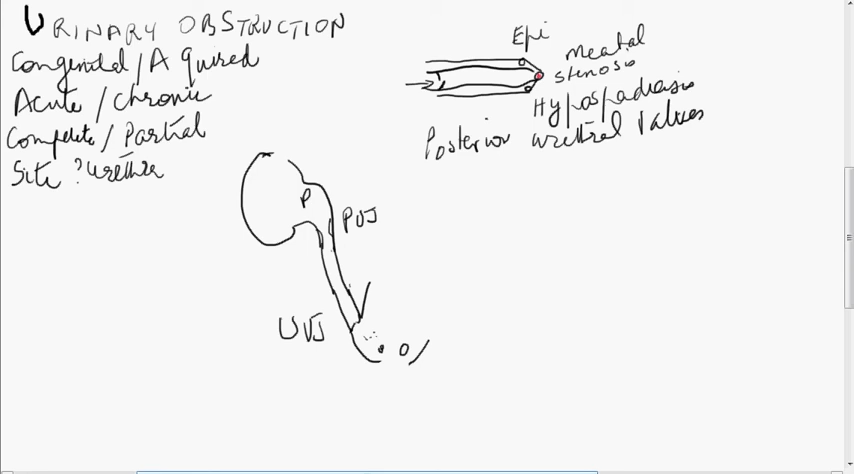 URINARY OBSTRUCTION
Congenital/Aquired
Acute/Chronic
Complete/Partial
Site ? Urethra
Epi
Meatal
Stenosis
Hypospadiasis
Posterior urethral Valves
P
PUJ
UVJ